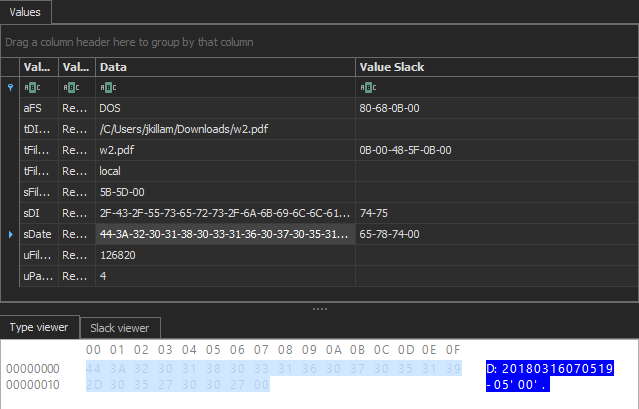 Values
Drag a column header here to group by that column
Val... Val... Data Value Slack
ABC ABC ABC ABC
aFS Re... DOS 80-68-0B-00
tDI... Re... /C/Users/jkillam/Downloads/w2.pdf
tFil... Re... w2.pdf 0B-00-48-5F-0B-00
tFil... Re... local
sFil... Re... 5B-5D-00
sDI Re... 2F-43-2F-55-73-65-72-73-2F-6A-6B-69-6C-6C-61... 74-75
sDate Re... 44-3A-32-30-31-38-30-33-31-36-30-37-30-35-31... 65-78-74-00
uFil... Re... 126820
uPa... Re... 4
Type viewer Slack viewer
00 01 02 03 04 05 06 07 08 09 0A 0B 0C 0D 0E 0F
00000000 44 3A 32 30 31 38 30 33 31 36 30 37 30 35 31 39 D:20180316070519
00000010 2D 30 35 27 30 30 27 00 -05'00'.